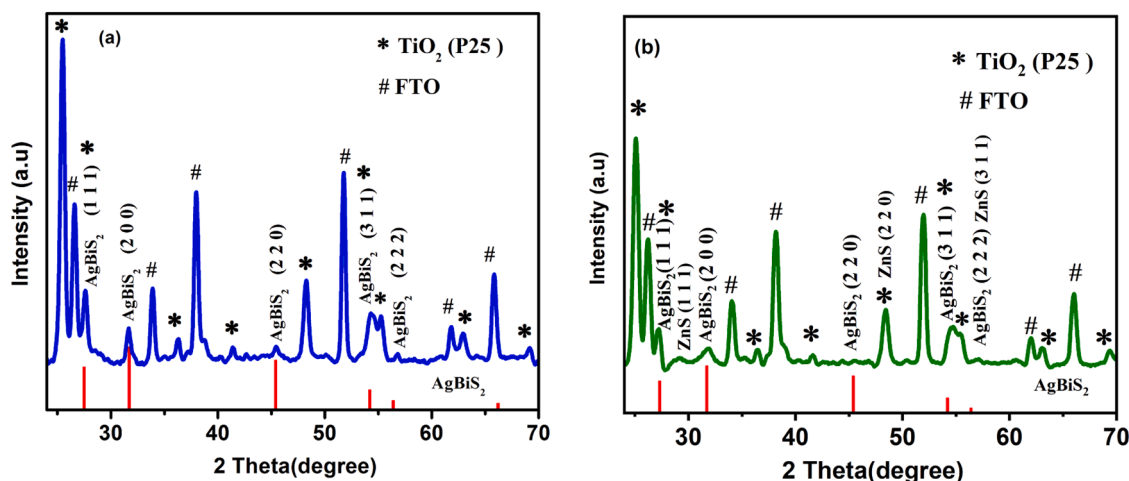 (a)
* TiO2 (P25 )
# FTO
Intensity (a.u)
*
#
AgBiS2 (1 1 1) *
AgBiS2 (2 0 0)
#
*
#
*
AgBiS2 (2 2 0)
*
#
AgBiS2 (3 1 1) *
*
AgBiS2 (2 2 2)
#
*
#
*
AgBiS2
30 40 50 60 70
2 Theta(degree)
(b)
* TiO2 (P25 )
# FTO
Intensity (a.u)
*
#
AgBiS2 (1 1 1) *
ZnS (1 1 1)
AgBiS2 (2 0 0)
#
*
#
*
AgBiS2 (2 2 0)
* ZnS (2 2 0)
#
AgBiS2 (3 1 1) *
*
AgBiS2 (2 2 2) ZnS (3 1 1)
#
*
#
*
AgBiS2
30 40 50 60 70
2 Theta(degree)